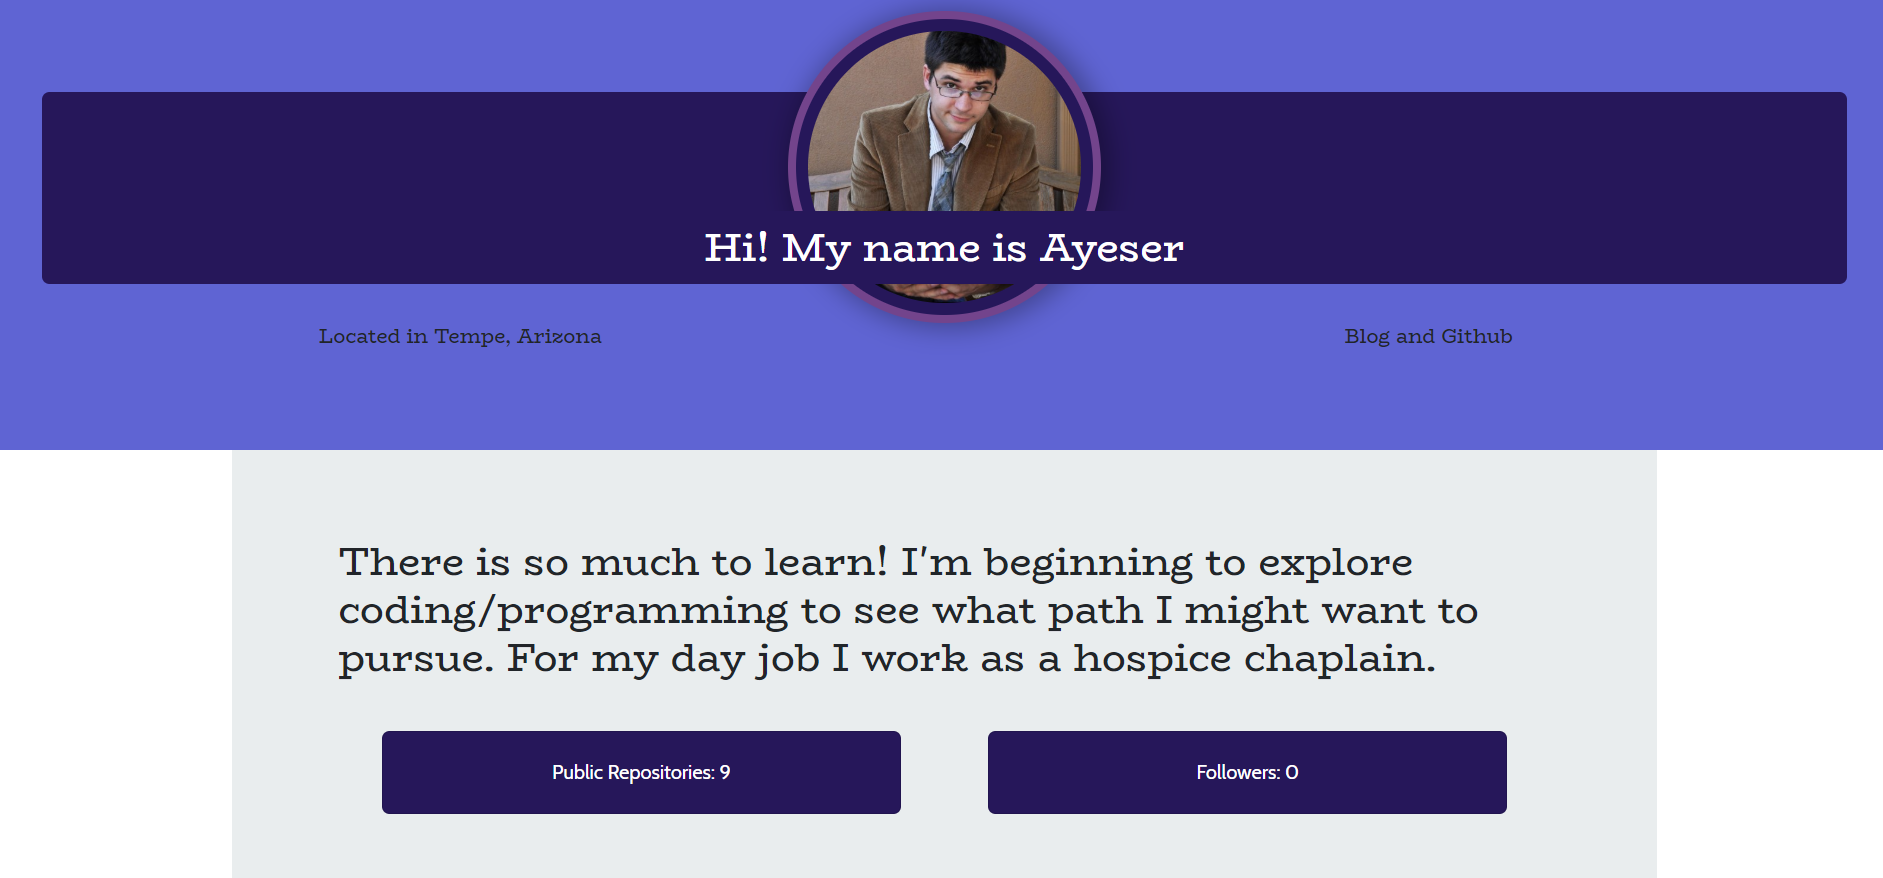 Hi! My name is Ayeser
Located in Tempe, Arizona
Blog and Github
There is so much to learn! I'm beginning to explore
coding/programming to see what path I might want to
pursue. For my day job I work as a hospice chaplain.
Public Repositories: 9
Followers: 0